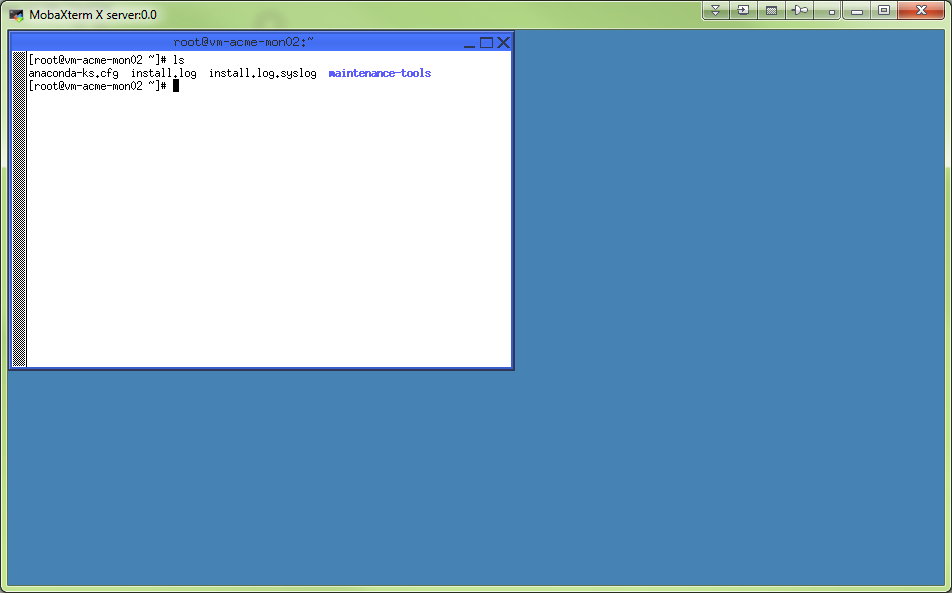 MobaXterm X server:0.0
root@vm-acme-mon02:~
[root@vm-acme-mon02 ~]# ls
anaconda-ks.cfg  install.log  install.log.syslog  maintenance-tools
[root@vm-acme-mon02 ~]#